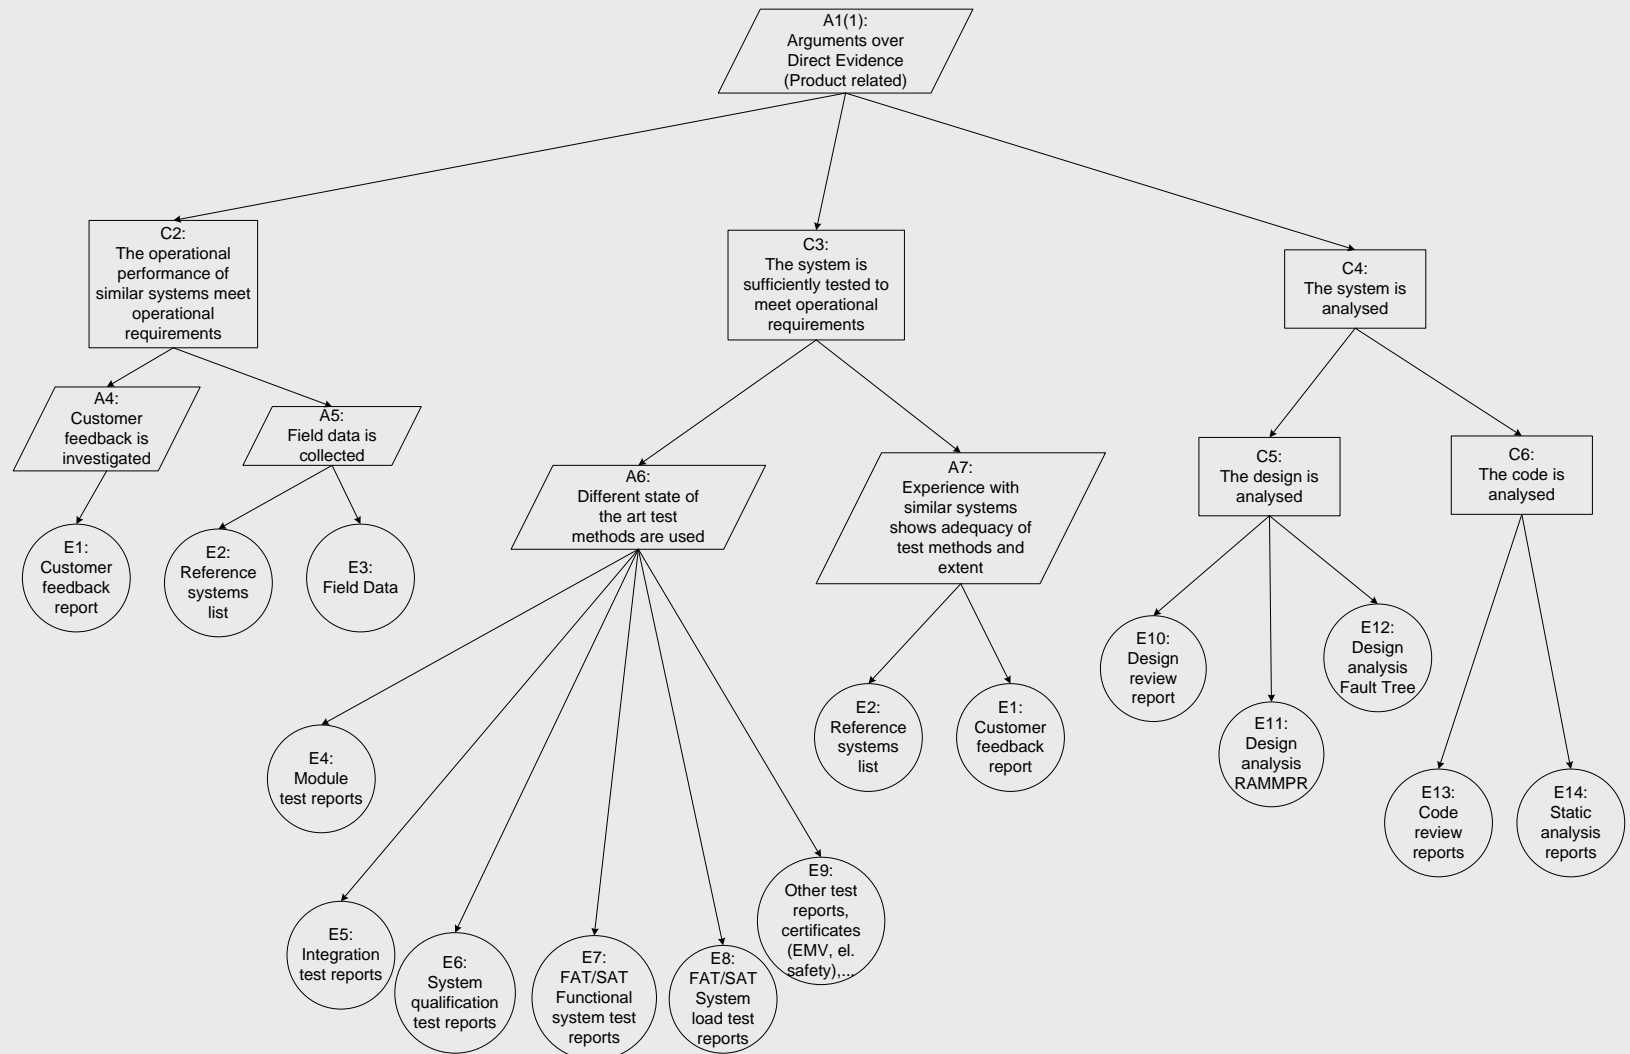 A1(1):
Arguments over
Direct Evidence
(Product related)
C2:
The operational
performance of
similar systems meet
operational
requirements
C3:
The system is
sufficiently tested to
meet operational
requirements
C4:
The system is
analysed
A4:
Customer
feedback is
investigated
A5:
Field data is
collected
A6:
Different state of
the art test
methods are used
A7:
Experience with
similar systems
shows adequacy of
test methods and
extent
C5:
The design is
analysed
C6:
The code is
analysed
E1:
Customer
feedback
report
E2:
Reference
systems
list
E3:
Field Data
E4:
Module
test reports
E5:
Integration
test reports
E6:
System
qualification
test reports
E7:
FAT/SAT
Functional
system test
reports
E8:
FAT/SAT
System
load test
reports
E9:
Other test
reports,
certificates
(EMV, el.
safety),...
E2:
Reference
systems
list
E1:
Customer
feedback
report
E10:
Design
review
report
E11:
Design
analysis
RAMMPR
E12:
Design
analysis
Fault Tree
E13:
Code
review
reports
E14:
Static
analysis
reports